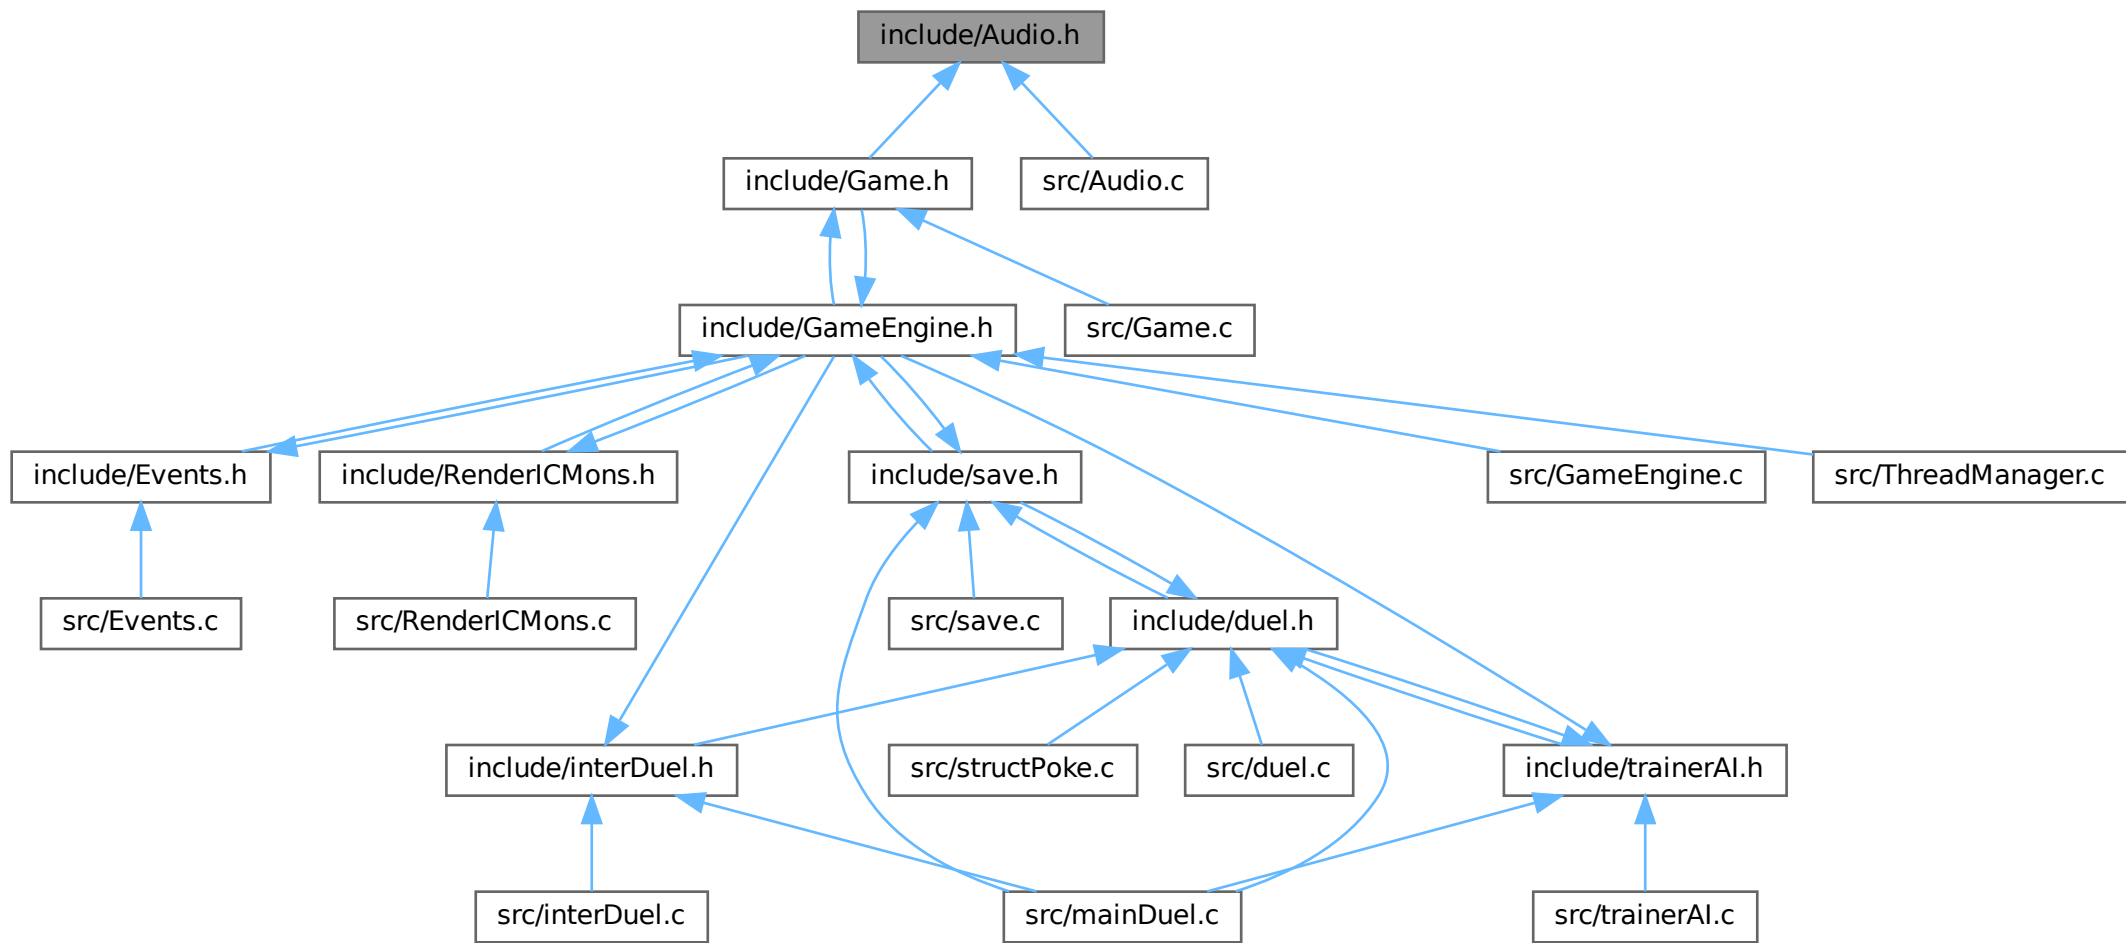 include/Audio.h
include/Game.h
src/Audio.c
include/GameEngine.h
src/Game.c
include/Events.h
include/RenderICMons.h
include/save.h
src/GameEngine.c
src/ThreadManager.c
src/Events.c
src/RenderICMons.c
src/save.c
include/duel.h
include/interDuel.h
src/structPoke.c
src/duel.c
include/trainerAI.h
src/interDuel.c
src/mainDuel.c
src/trainerAI.c